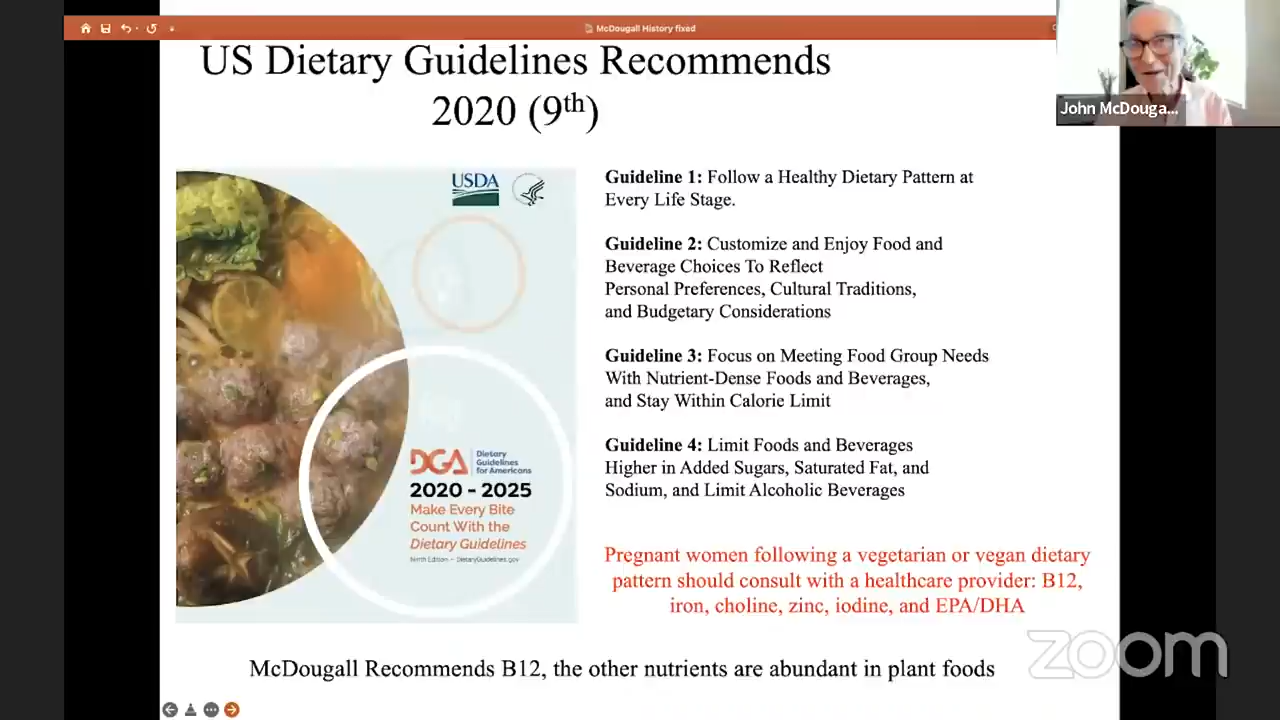 McDougall History fixed
US Dietary Guidelines Recommends
2020 (9th)
John McDouga...
USDA
Guideline 1: Follow a Healthy Dietary Pattern at
Every Life Stage.
Guideline 2: Customize and Enjoy Food and
Beverage Choices To Reflect
Personal Preferences, Cultural Traditions,
and Budgetary Considerations
Guideline 3: Focus on Meeting Food Group Needs
With Nutrient-Dense Foods and Beverages,
and Stay Within Calorie Limit
Guideline 4: Limit Foods and Beverages
Higher in Added Sugars, Saturated Fat, and
Sodium, and Limit Alcoholic Beverages
DGA
Dietary
Guidelines
for Americans
2020 - 2025
Make Every Bite
Count With the
Dietary Guidelines
Ninth Edition - DietaryGuidelines.gov
Pregnant women following a vegetarian or vegan dietary
pattern should consult with a healthcare provider: B12,
iron, choline, zinc, iodine, and EPA/DHA
zoom
McDougall Recommends B12, the other nutrients are abundant in plant foods